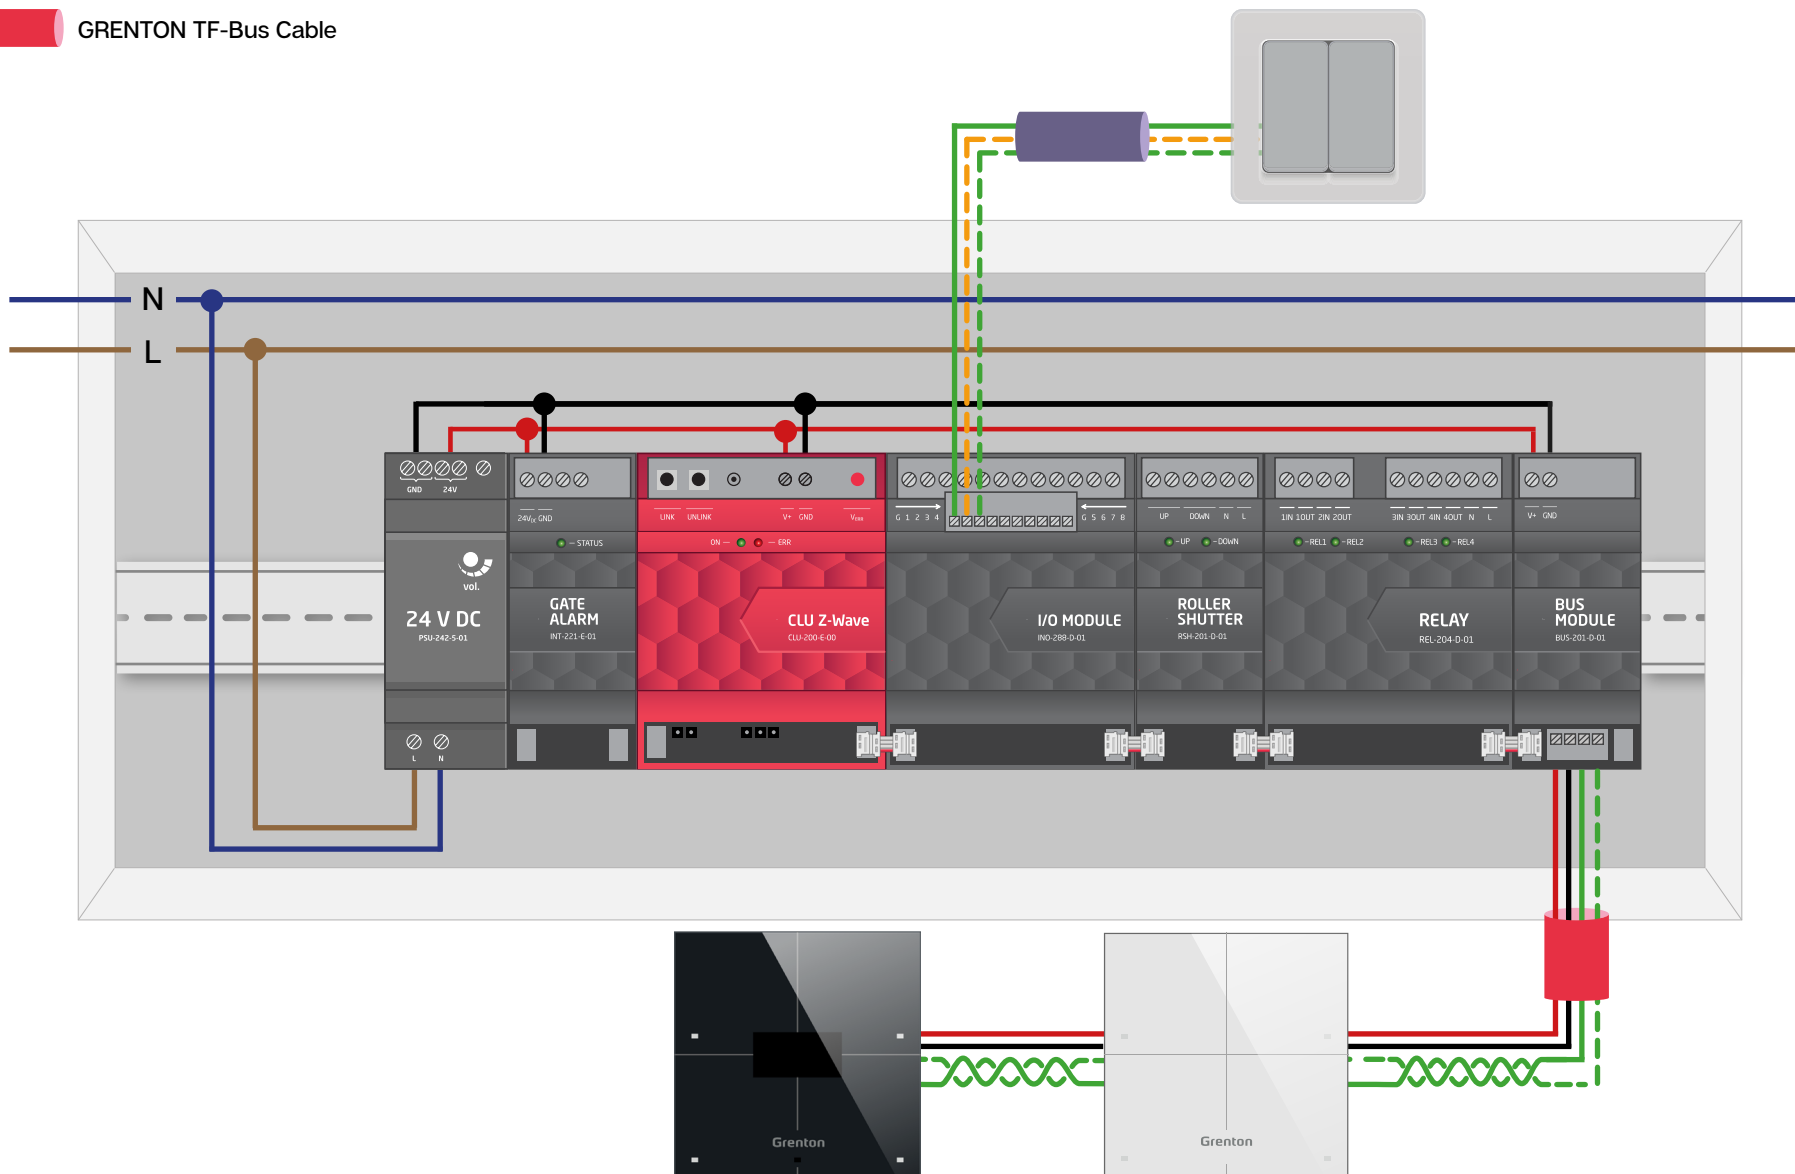 GRENTON TF-Bus Cable
N
L
GND 24V
24VDC GND
LINK UNLINK V+ GND VERR
G 1 2 3 4
G 5 6 7 8
UP DOWN N L
1IN 1OUT 2IN 2OUT
3IN 3OUT 4IN 4OUT N L
V+ GND
STATUS
ON ERR
UP DOWN
REL1 REL2
REL3 REL4
vol.
24 V DC
PSU-242-S-01
GATE
ALARM
INT-221-E-01
CLU Z-Wave
CLU-200-E-00
I/O MODULE
INO-288-D-01
ROLLER
SHUTTER
RSH-201-D-01
RELAY
REL-204-D-01
BUS
MODULE
BUS-201-D-01
L N
Grenton
Grenton